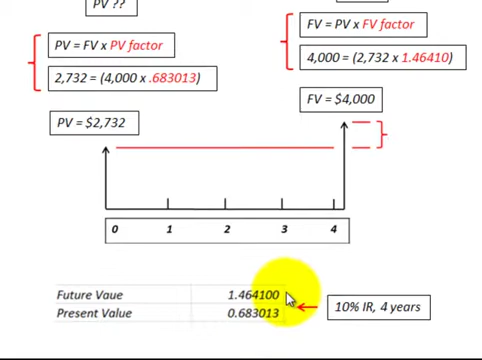 PV ??
PV = FV x PV factor
2,732 = (4,000 x .683013)
PV = $2,732
FV = PV x FV factor
4,000 = (2,732 x 1.46410)
FV = $4,000
0 1 2 3 4
Future Vaue 1.464100
Present Value 0.683013
10% IR, 4 years